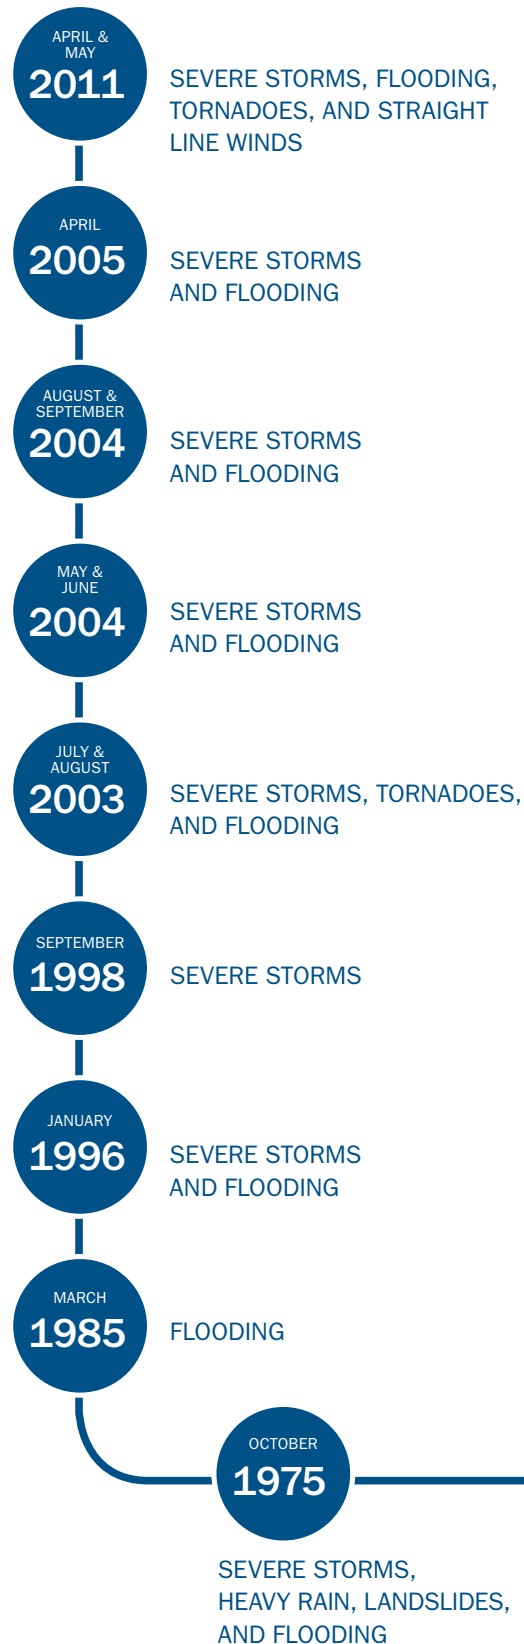 APRIL &
MAY
2011
SEVERE STORMS, FLOODING,
TORNADOES, AND STRAIGHT
LINE WINDS
APRIL
2005
SEVERE STORMS
AND FLOODING
AUGUST &
SEPTEMBER
2004
SEVERE STORMS
AND FLOODING
MAY &
JUNE
2004
SEVERE STORMS
AND FLOODING
JULY &
AUGUST
2003
SEVERE STORMS, TORNADOES,
AND FLOODING
SEPTEMBER
1998
SEVERE STORMS
JANUARY
1996
SEVERE STORMS
AND FLOODING
MARCH
1985
FLOODING
OCTOBER
1975
SEVERE STORMS,
HEAVY RAIN, LANDSLIDES,
AND FLOODING